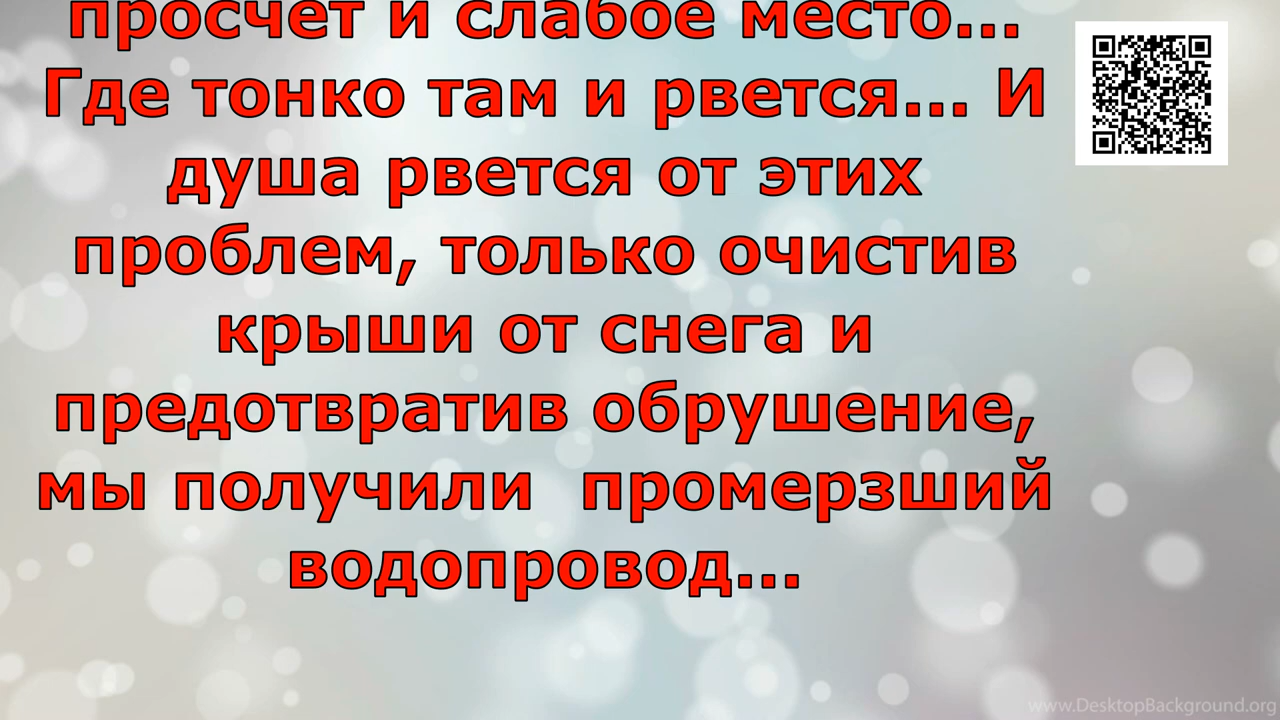 просчет и слабое место...
Где тонко там и рвется... И
душа рвется от этих
проблем, только очистив
крыши от снега и
предотвратив обрушение,
мы получили  промерзший
водопровод...
www.DesktopBackground.org